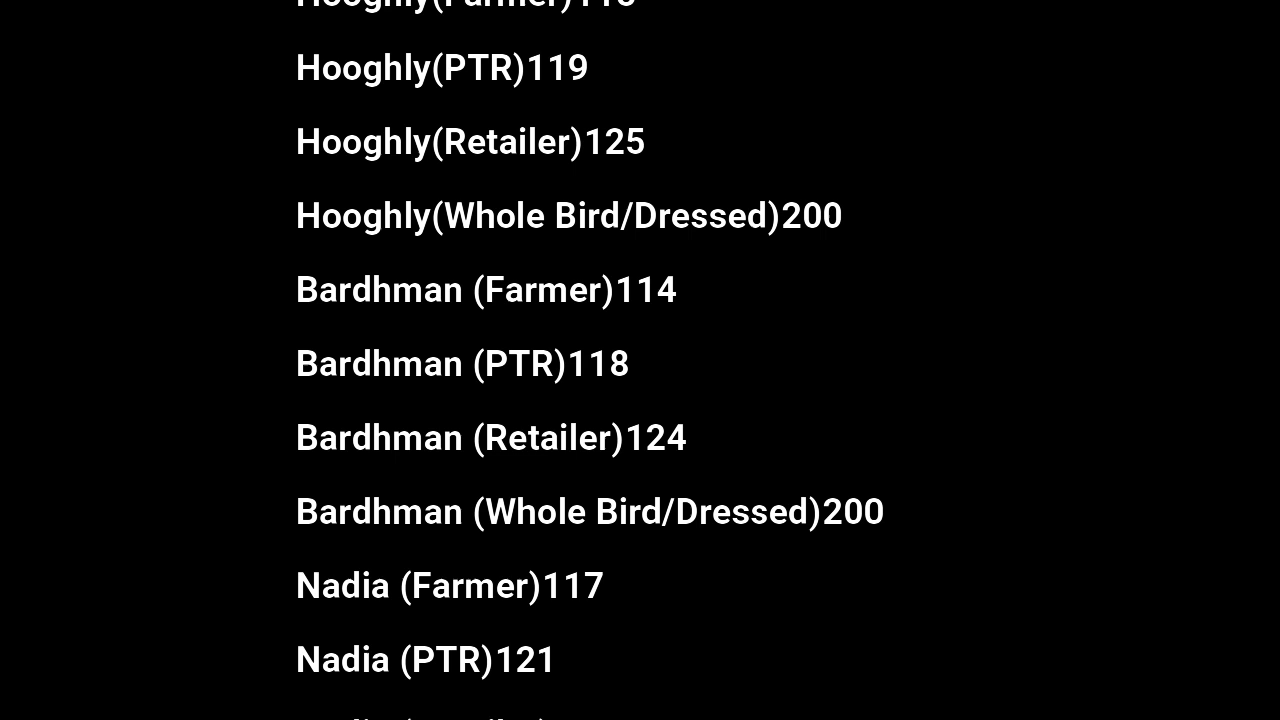 Hooghly(PTR)119
Hooghly(Retailer)125
Hooghly(Whole Bird/Dressed)200
Bardhman (Farmer)114
Bardhman (PTR)118
Bardhman (Retailer)124
Bardhman (Whole Bird/Dressed)200
Nadia (Farmer)117
Nadia (PTR)121